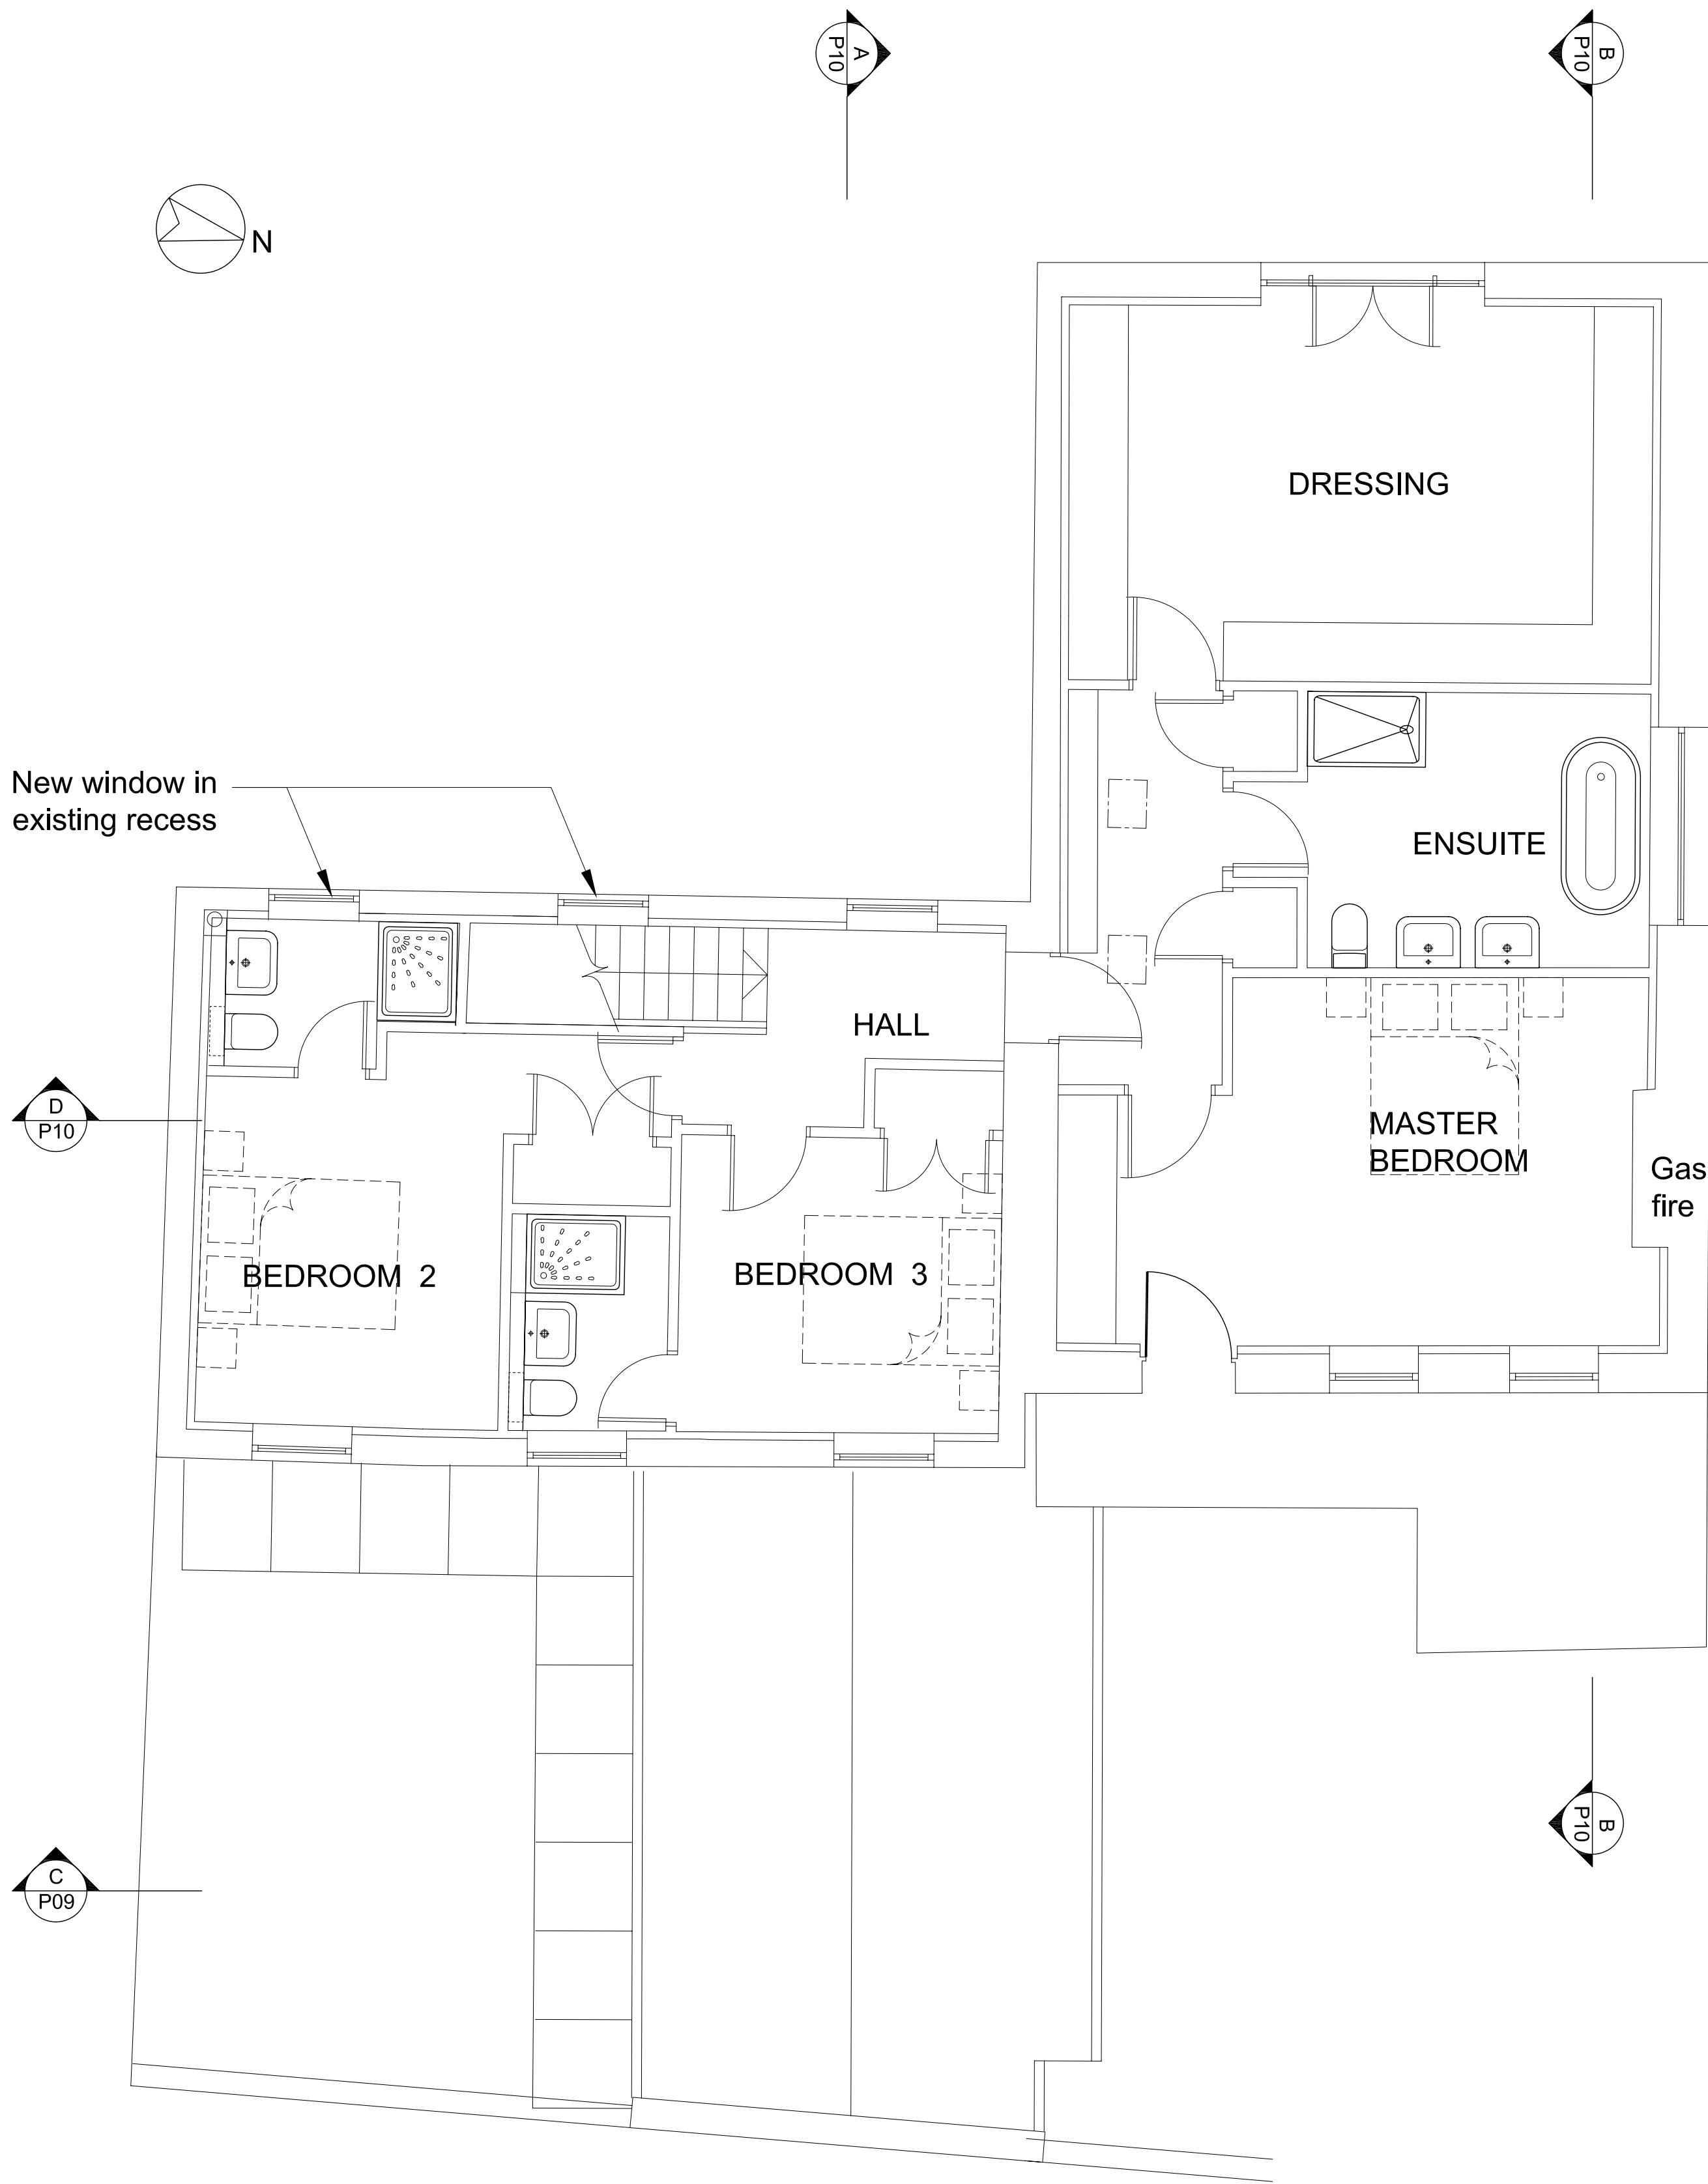 A
P10
B
P10
N
DRESSING
New window in
existing recess
ENSUITE
HALL
D
P10
MASTER
BEDROOM
Gas
fire
BEDROOM 2
BEDROOM 3
B
P10
C
P09